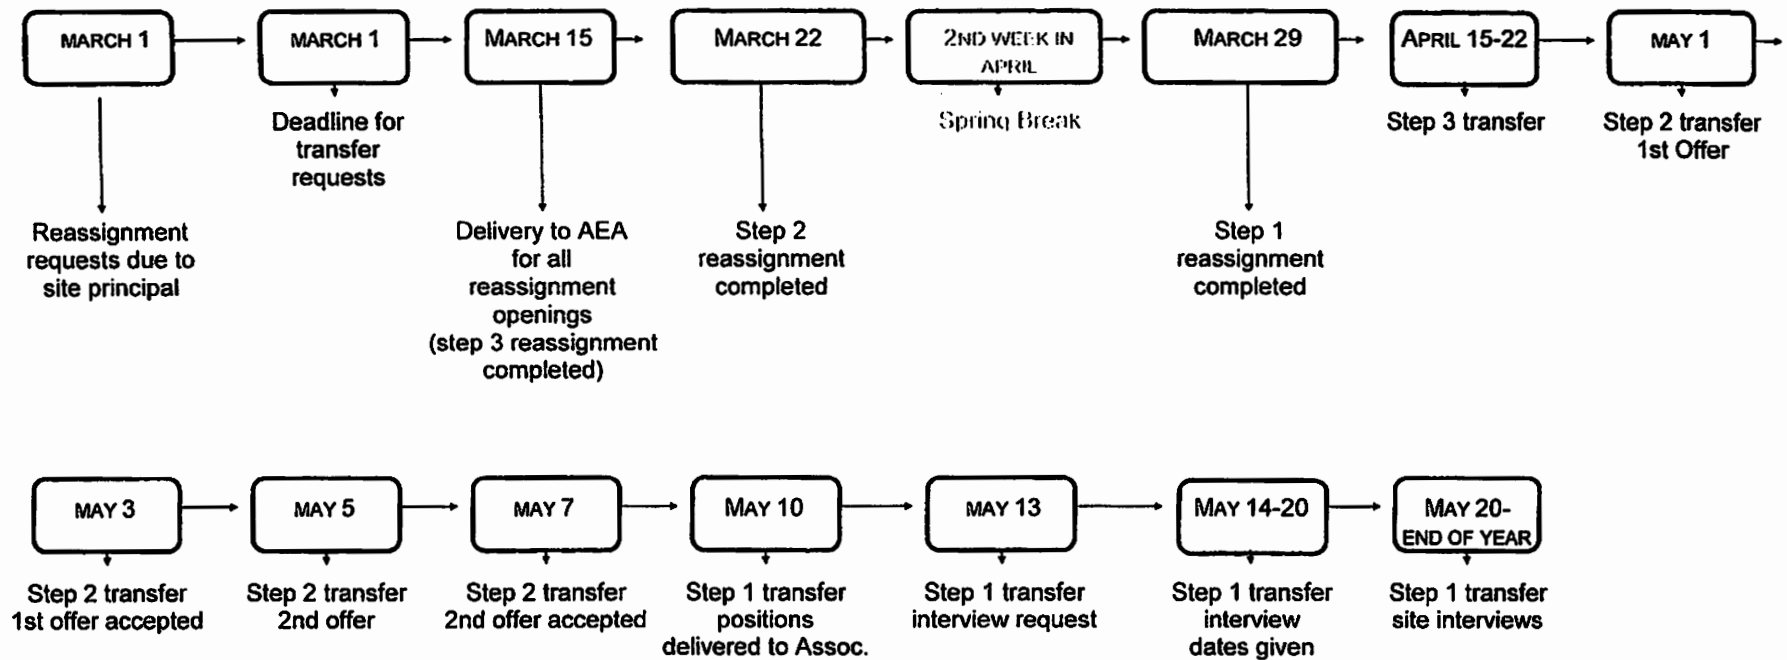 MARCH 1
MARCH 1
MARCH 15
MARCH 22
2ND WEEK IN
APRIL
MARCH 29
APRIL 15-22
MAY 1
Reassignment
requests due to
site principal
Deadline for
transfer
requests
Delivery to AEA
for all
reassignment
openings
(step 3 reassignment
completed)
Step 2
reassignment
completed
Spring Break
Step 1
reassignment
completed
Step 3 transfer
Step 2 transfer
1st Offer
MAY 3
MAY 5
MAY 7
MAY 10
MAY 13
MAY 14-20
MAY 20-
END OF YEAR
Step 2 transfer
1st offer accepted
Step 2 transfer
2nd offer
Step 2 transfer
2nd offer accepted
Step 1 transfer
positions
delivered to Assoc.
Step 1 transfer
interview request
Step 1 transfer
interview
dates given
Step 1 transfer
site interviews